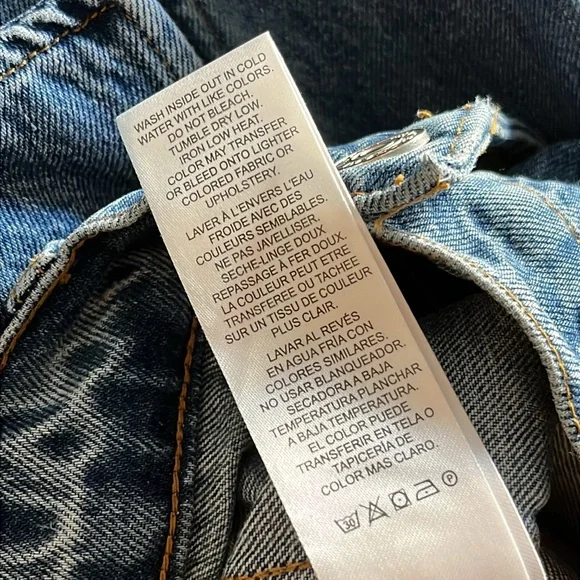 WASH INSIDE OUT IN COLD
WATER WITH LIKE COLORS.
DO NOT BLEACH.
TUMBLE DRY LOW.
IRON LOW HEAT.
COLOR MAY TRANSFER
OR BLEED ONTO LIGHTER
COLORED FABRIC OR
UPHOLSTERY.
LAVER À L'ENVERS L'EAU
FROIDE AVEC DES
COULEURS SEMBLABLES.
NE PAS JAVELLISER.
SÈCHE-LINGE DOUX
REPASSAGE À FER DOUX.
LA COULEUR PEUT ETRE
TRANSFEREE OU TACHÉE
SUR UN TISSU DE COULEUR
PLUS CLAIR.
LAVAR AL REVÉS
EN AGUA FRÍA CON
COLORES SIMILARES.
NO USAR BLANQUEADOR.
SECADORA A BAJA
TEMPERATURA PLANCHAR
A BAJA TEMPERATURA.
EL COLOR PUEDE
TRANSFERIR EN TELA O
TAPICERÍA DE
COLOR MAS CLARO.
30 P